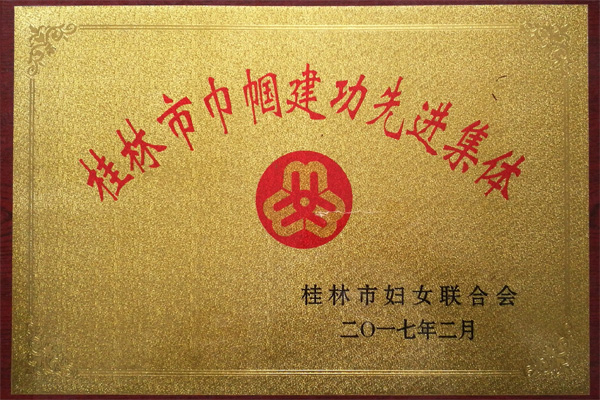 桂林市巾帼建功先进集体
桂林市妇女联合会
二〇一七年二月